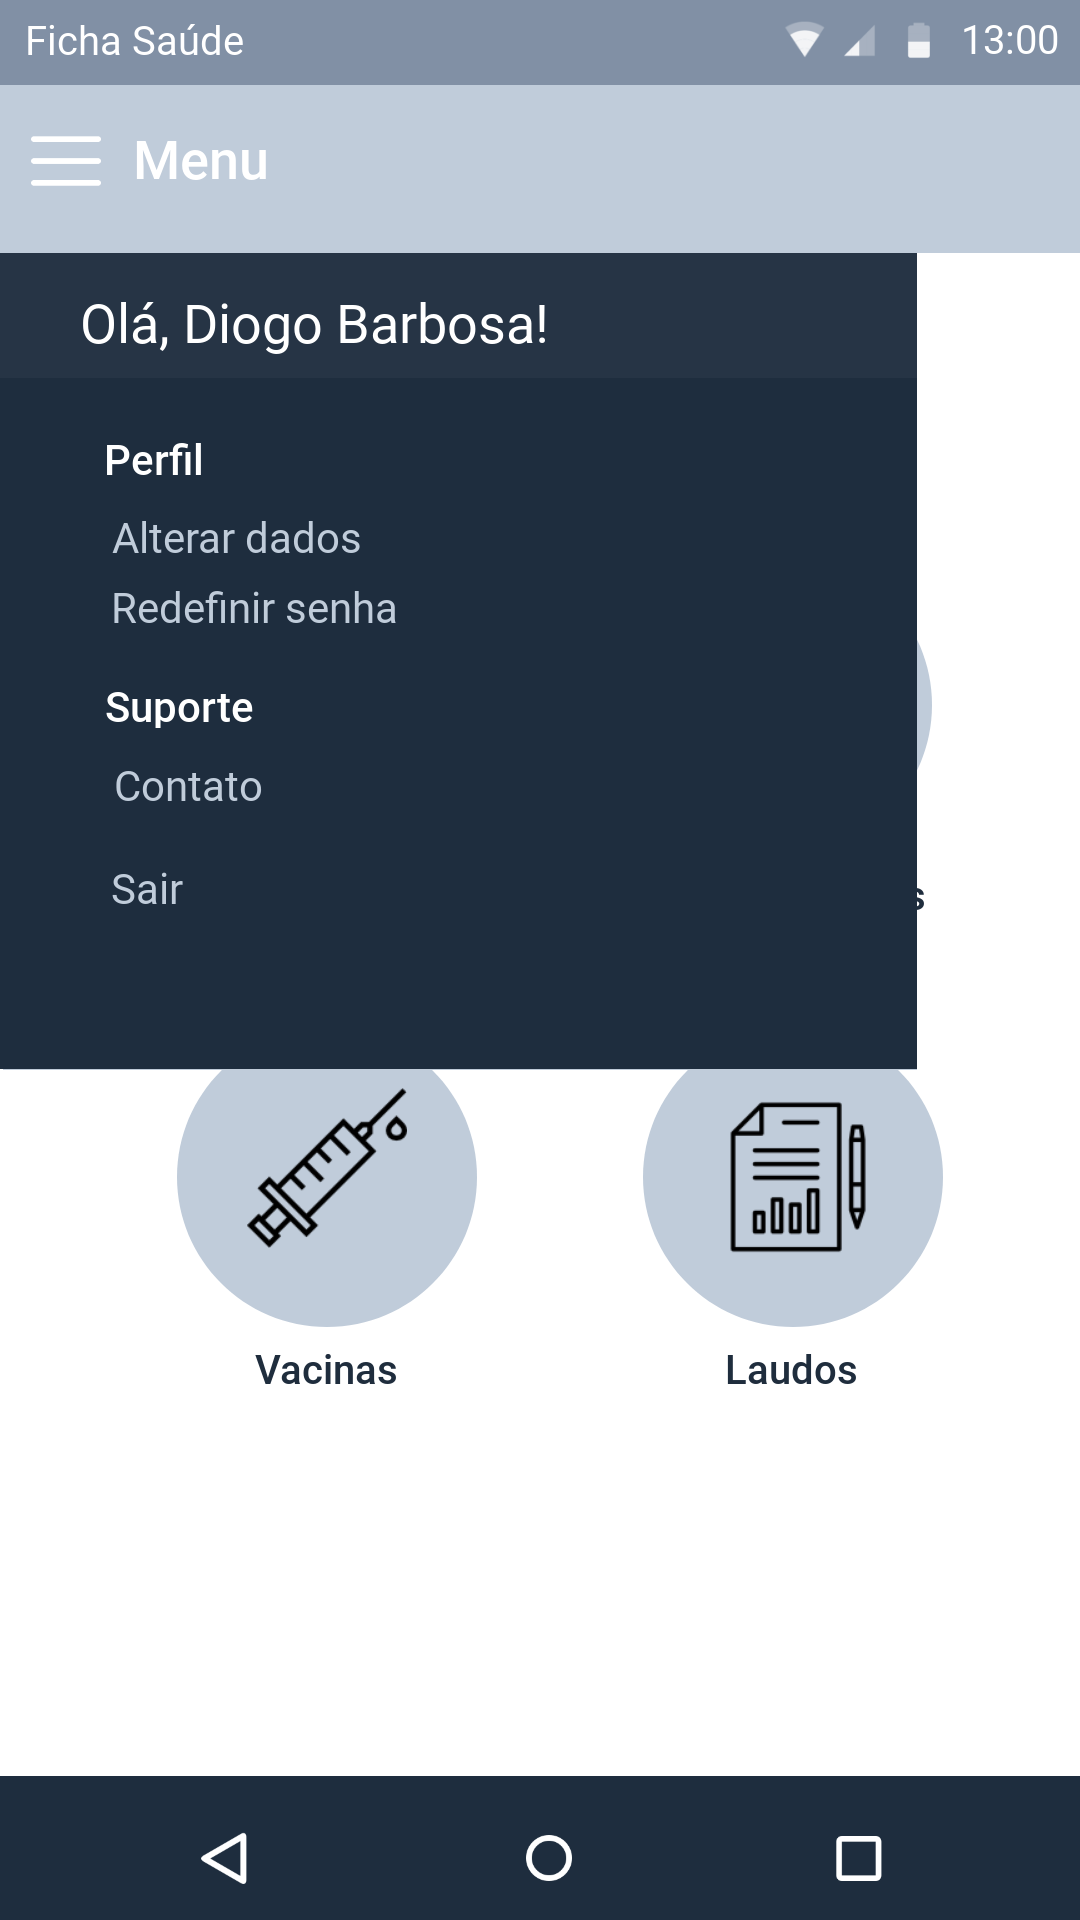 Ficha Saúde 13:00
Menu
Olá, Diogo Barbosa!
Perfil
Alterar dados
Redefinir senha
Suporte
Contato
Sair
s
Vacinas
Laudos